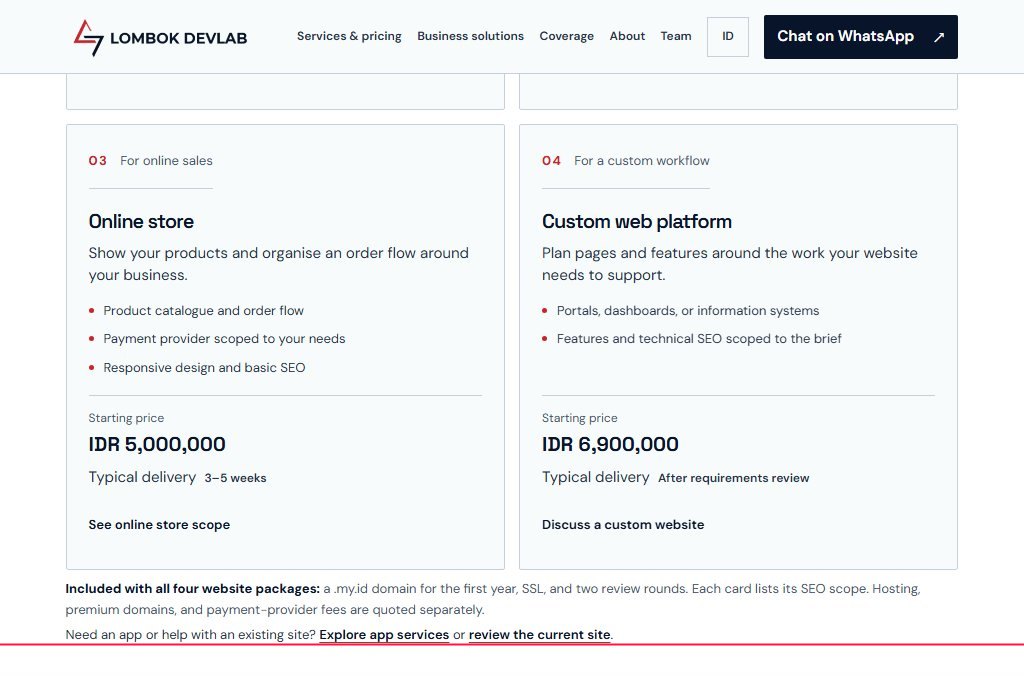 LOMBOK DEVLAB
Services & pricing
Business solutions
Coverage
About
Team
ID
Chat on WhatsApp ↗
03 For online sales
Online store
Show your products and organise an order flow around
your business.
Product catalogue and order flow
Payment provider scoped to your needs
Responsive design and basic SEO
Starting price
IDR 5,000,000
Typical delivery 3–5 weeks
See online store scope
04 For a custom workflow
Custom web platform
Plan pages and features around the work your website
needs to support.
Portals, dashboards, or information systems
Features and technical SEO scoped to the brief
Starting price
IDR 6,900,000
Typical delivery After requirements review
Discuss a custom website
Included with all four website packages: a .my.id domain for the first year, SSL, and two review rounds. Each card lists its SEO scope. Hosting,
premium domains, and payment-provider fees are quoted separately.
Need an app or help with an existing site? Explore app services or review the current site.